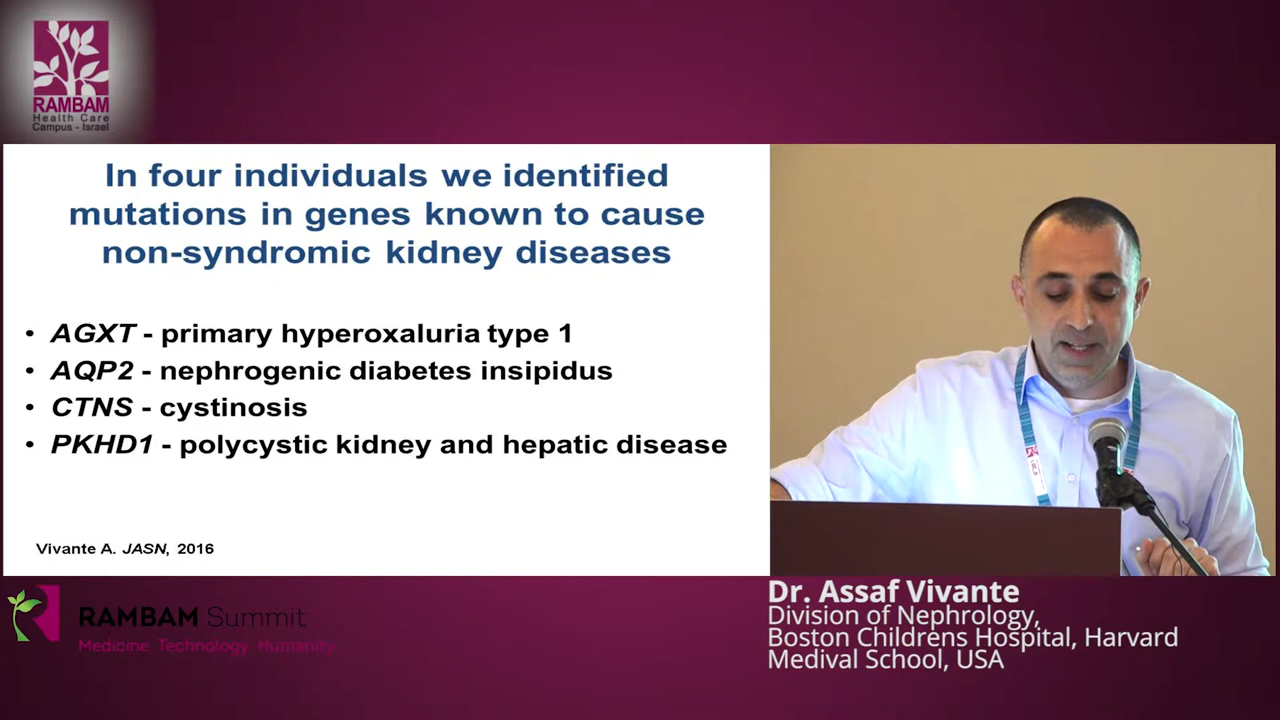 RAMBAM
Health Care
Campus - Israel
In four individuals we identified
mutations in genes known to cause
non-syndromic kidney diseases
• AGXT - primary hyperoxaluria type 1
• AQP2 - nephrogenic diabetes insipidus
• CTNS - cystinosis
• PKHD1 - polycystic kidney and hepatic disease
Vivante A. JASN, 2016
RAMBAM Summit
Medicine. Technology. Humanity
Dr. Assaf Vivante
Division of Nephrology,
Boston Childrens Hospital, Harvard
Medival School, USA